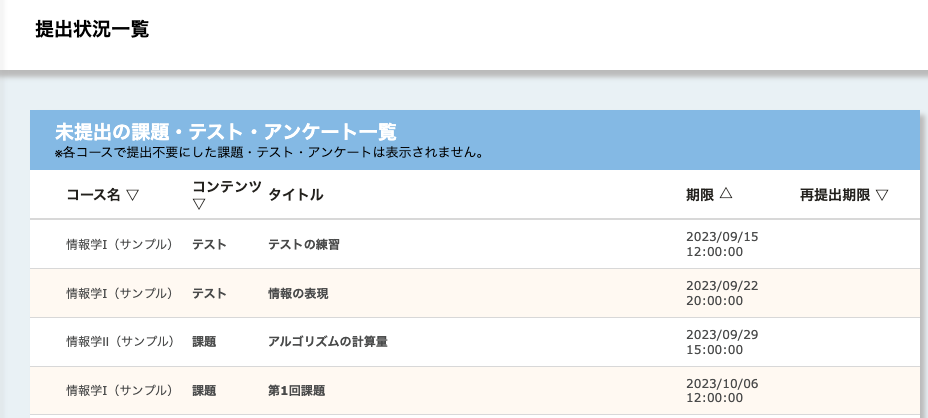 提出状況一覧
未提出の課題・テスト・アンケート一覧
※各コースで提出不要にした課題・テスト・アンケートは表示されません。
コース名 ▽ コンテンツ ▽ タイトル 期限 △ 再提出期限 ▽
情報学I（サンプル） テスト テストの練習 2023/09/15 12:00:00
情報学I（サンプル） テスト 情報の表現 2023/09/22 20:00:00
情報学II（サンプル） 課題 アルゴリズムの計算量 2023/09/29 15:00:00
情報学I（サンプル） 課題 第1回課題 2023/10/06 12:00:00